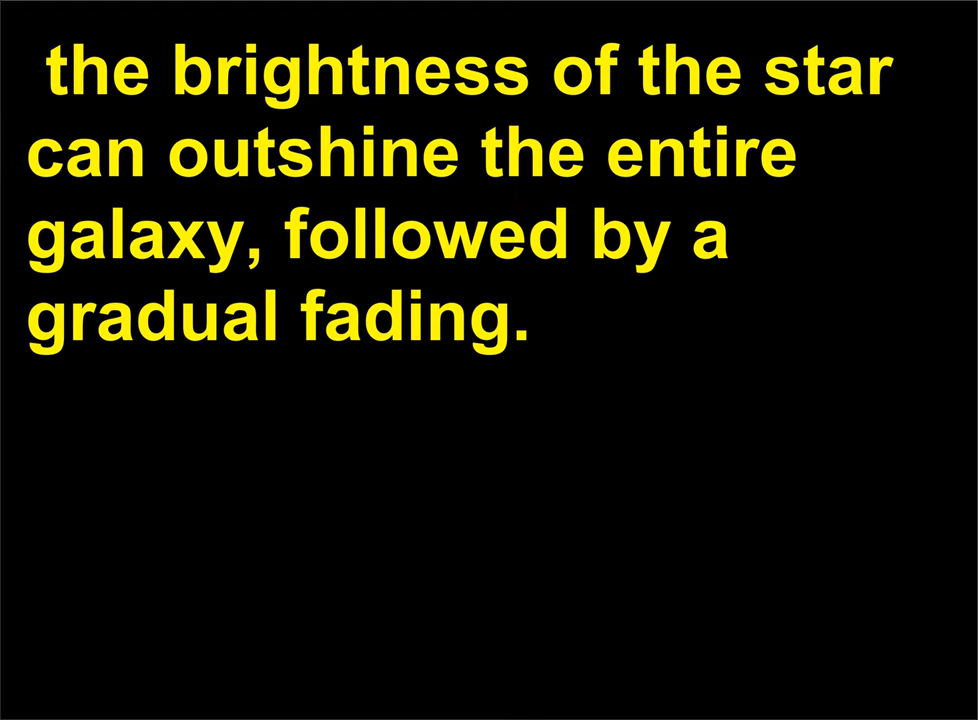 the brightness of the star
can outshine the entire
galaxy, followed by a
gradual fading.